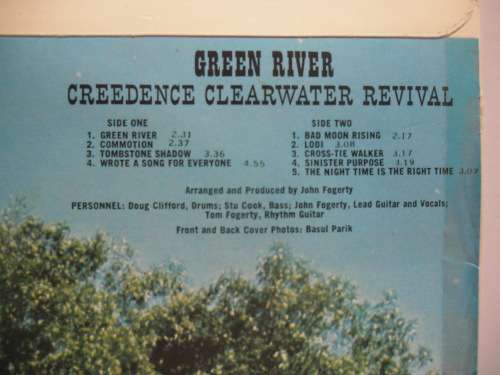 GREEN RIVER
CREEDENCE CLEARWATER REVIVAL
SIDE ONE
1. GREEN RIVER 2.31
2. COMMOTION 2.37
3. TOMBSTONE SHADOW 3.36
4. WROTE A SONG FOR EVERYONE 4.55
SIDE TWO
1. BAD MOON RISING 2.17
2. LODI 3.08
3. CROSS-TIE WALKER 3.17
4. SINISTER PURPOSE 3.19
5. THE NIGHT TIME IS THE RIGHT TIME 3.07
Arranged and Produced by John Fogerty
PERSONNEL: Doug Clifford, Drums; Stu Cook, Bass; John Fogerty, Lead Guitar and Vocals;
Tom Fogerty, Rhythm Guitar
Front and Back Cover Photos: Basul Parik